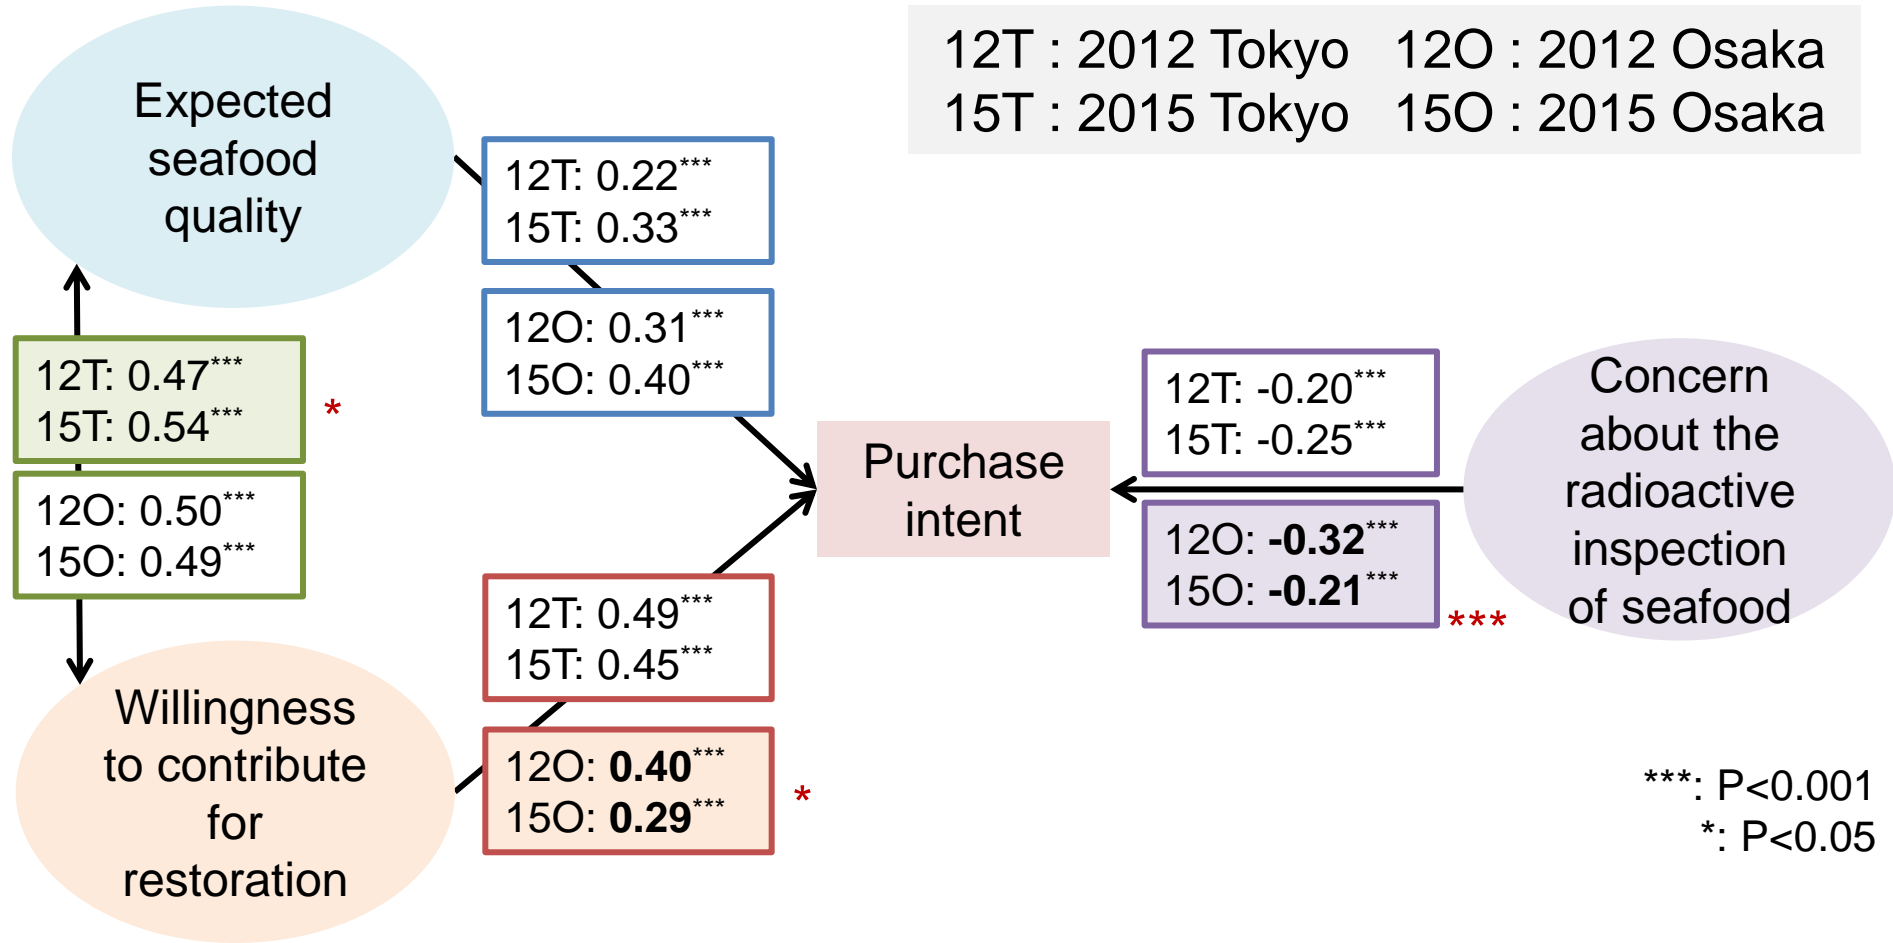 12T : 2012 Tokyo 12O : 2012 Osaka
15T : 2015 Tokyo 15O : 2015 Osaka
Expected
seafood
quality
12T: 0.22***
15T: 0.33***
12O: 0.31***
15O: 0.40***
12T: 0.47***
15T: 0.54***
*
12O: 0.50***
15O: 0.49***
Purchase
intent
12T: -0.20***
15T: -0.25***
12O: -0.32***
15O: -0.21***
***
Concern
about the
radioactive
inspection
of seafood
12T: 0.49***
15T: 0.45***
12O: 0.40***
15O: 0.29***
*
Willingness
to contribute
for
restoration
***: P<0.001
*: P<0.05